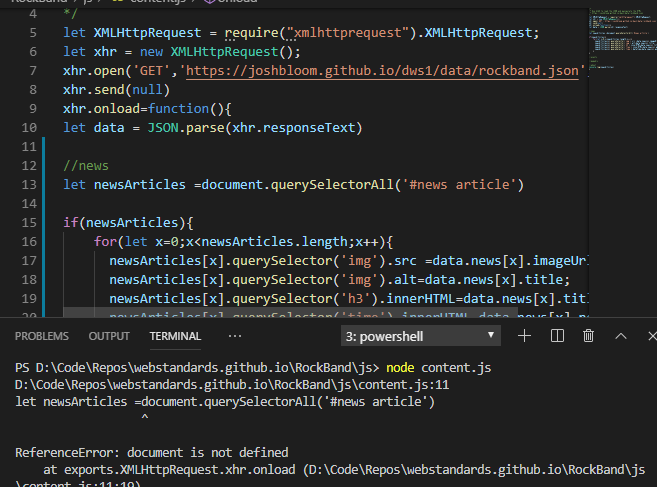 RockBand > js > content.js > onload
4 */
5 let XMLHttpRequest = require("xmlhttprequest").XMLHttpRequest;
6 let xhr = new XMLHttpRequest();
7 xhr.open('GET','https://joshbloom.github.io/dws1/data/rockband.json'
8 xhr.send(null)
9 xhr.onload=function(){
10 let data = JSON.parse(xhr.responseText)
11
12 //news
13 let newsArticles =document.querySelectorAll('#news article')
14
15 if(newsArticles){
16 for(let x=0;x<newsArticles.length;x++){
17 newsArticles[x].querySelector('img').src =data.news[x].imageUr
18 newsArticles[x].querySelector('img').alt=data.news[x].title;
19 newsArticles[x].querySelector('h3').innerHTML=data.news[x].tit
20 newsArticles[x].querySelector('time').innerHTML
PROBLEMS OUTPUT TERMINAL ··· 3: powershell
PS D:\Code\Repos\webstandards.github.io\RockBand\js> node content.js
D:\Code\Repos\webstandards.github.io\RockBand\js\content.js:11
let newsArticles =document.querySelectorAll('#news article')
^
ReferenceError: document is not defined
at exports.XMLHttpRequest.xhr.onload (D:\Code\Repos\webstandards.github.io\RockBand\js
\content.js:11:19)